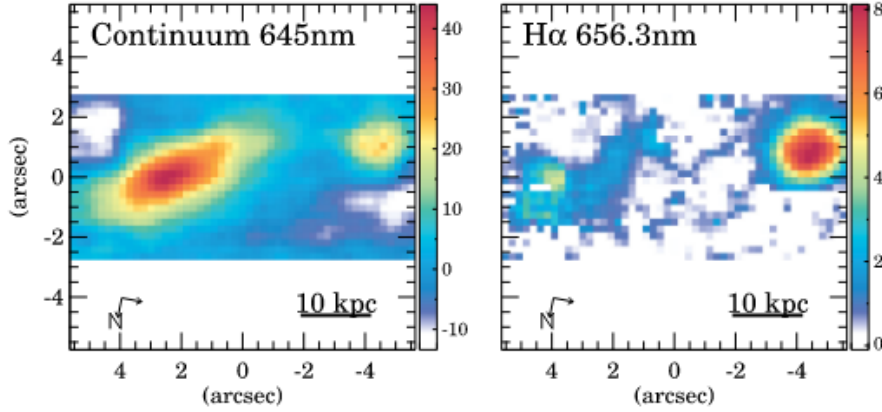 Continuum 645nm
4
2
0
-2
-4
(arcsec)
N
10 kpc
4 2 0 -2 -4
(arcsec)
40
30
20
10
0
-10
Hα 656.3nm
N
10 kpc
4 2 0 -2 -4
(arcsec)
8
6
4
2
0